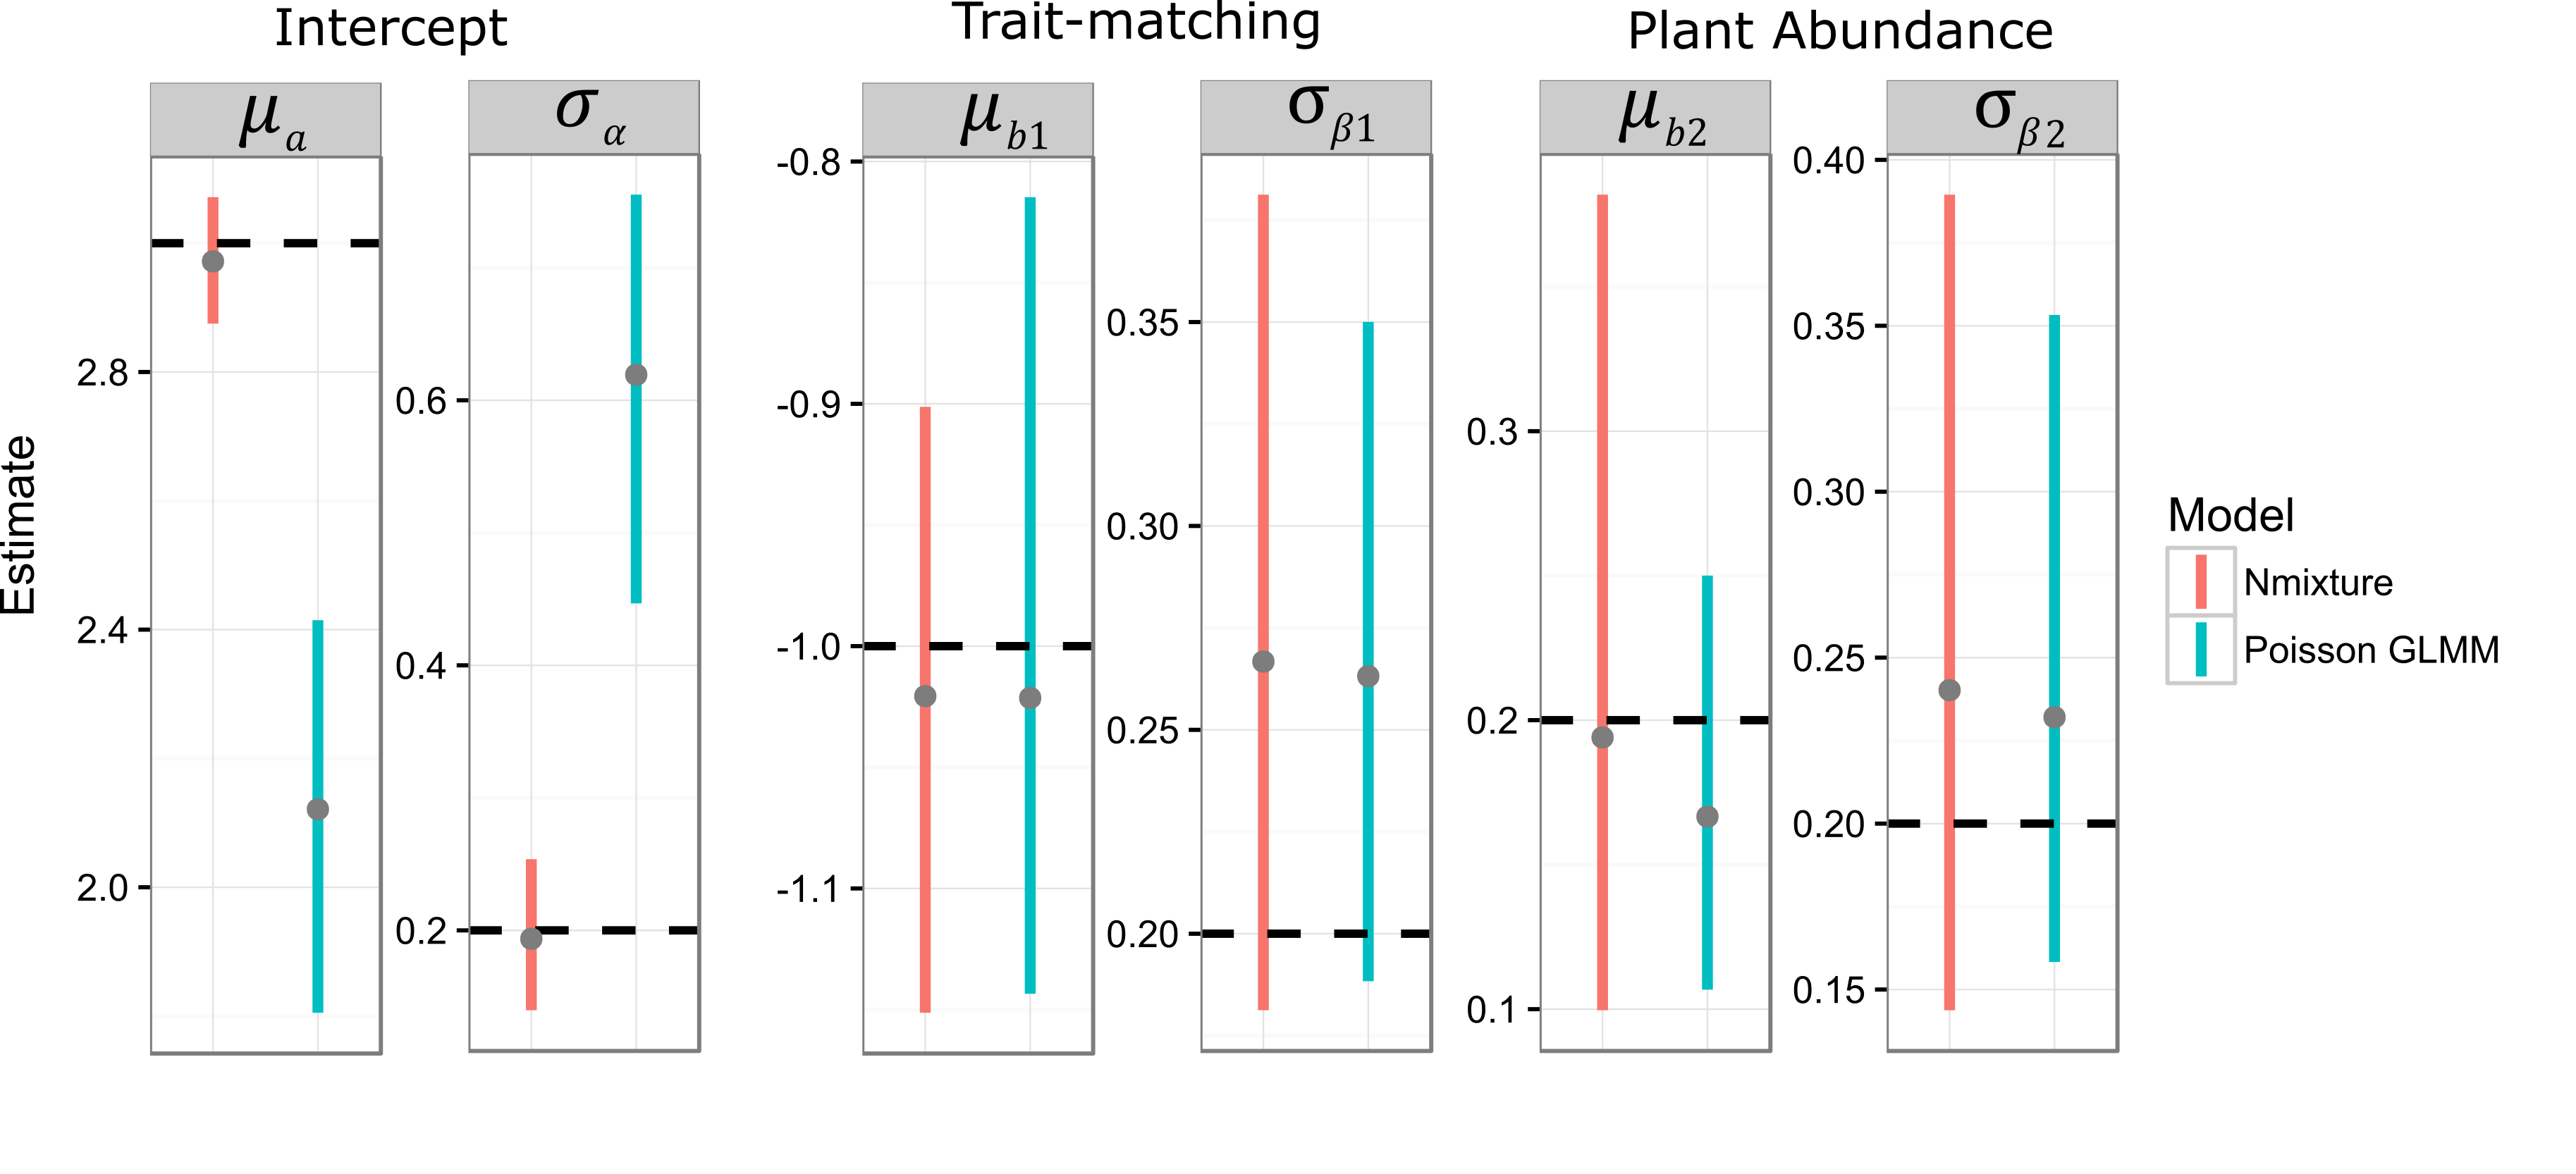 Intercept
Trait-matching
Plant Abundance
μa
σα
μb1
σβ1
μb2
σβ2
Estimate
2.8
2.4
2.0
0.6
0.4
0.2
-0.8
-0.9
-1.0
-1.1
0.35
0.30
0.25
0.20
0.3
0.2
0.1
0.40
0.35
0.30
0.25
0.20
0.15
Model
Nmixture
Poisson GLMM